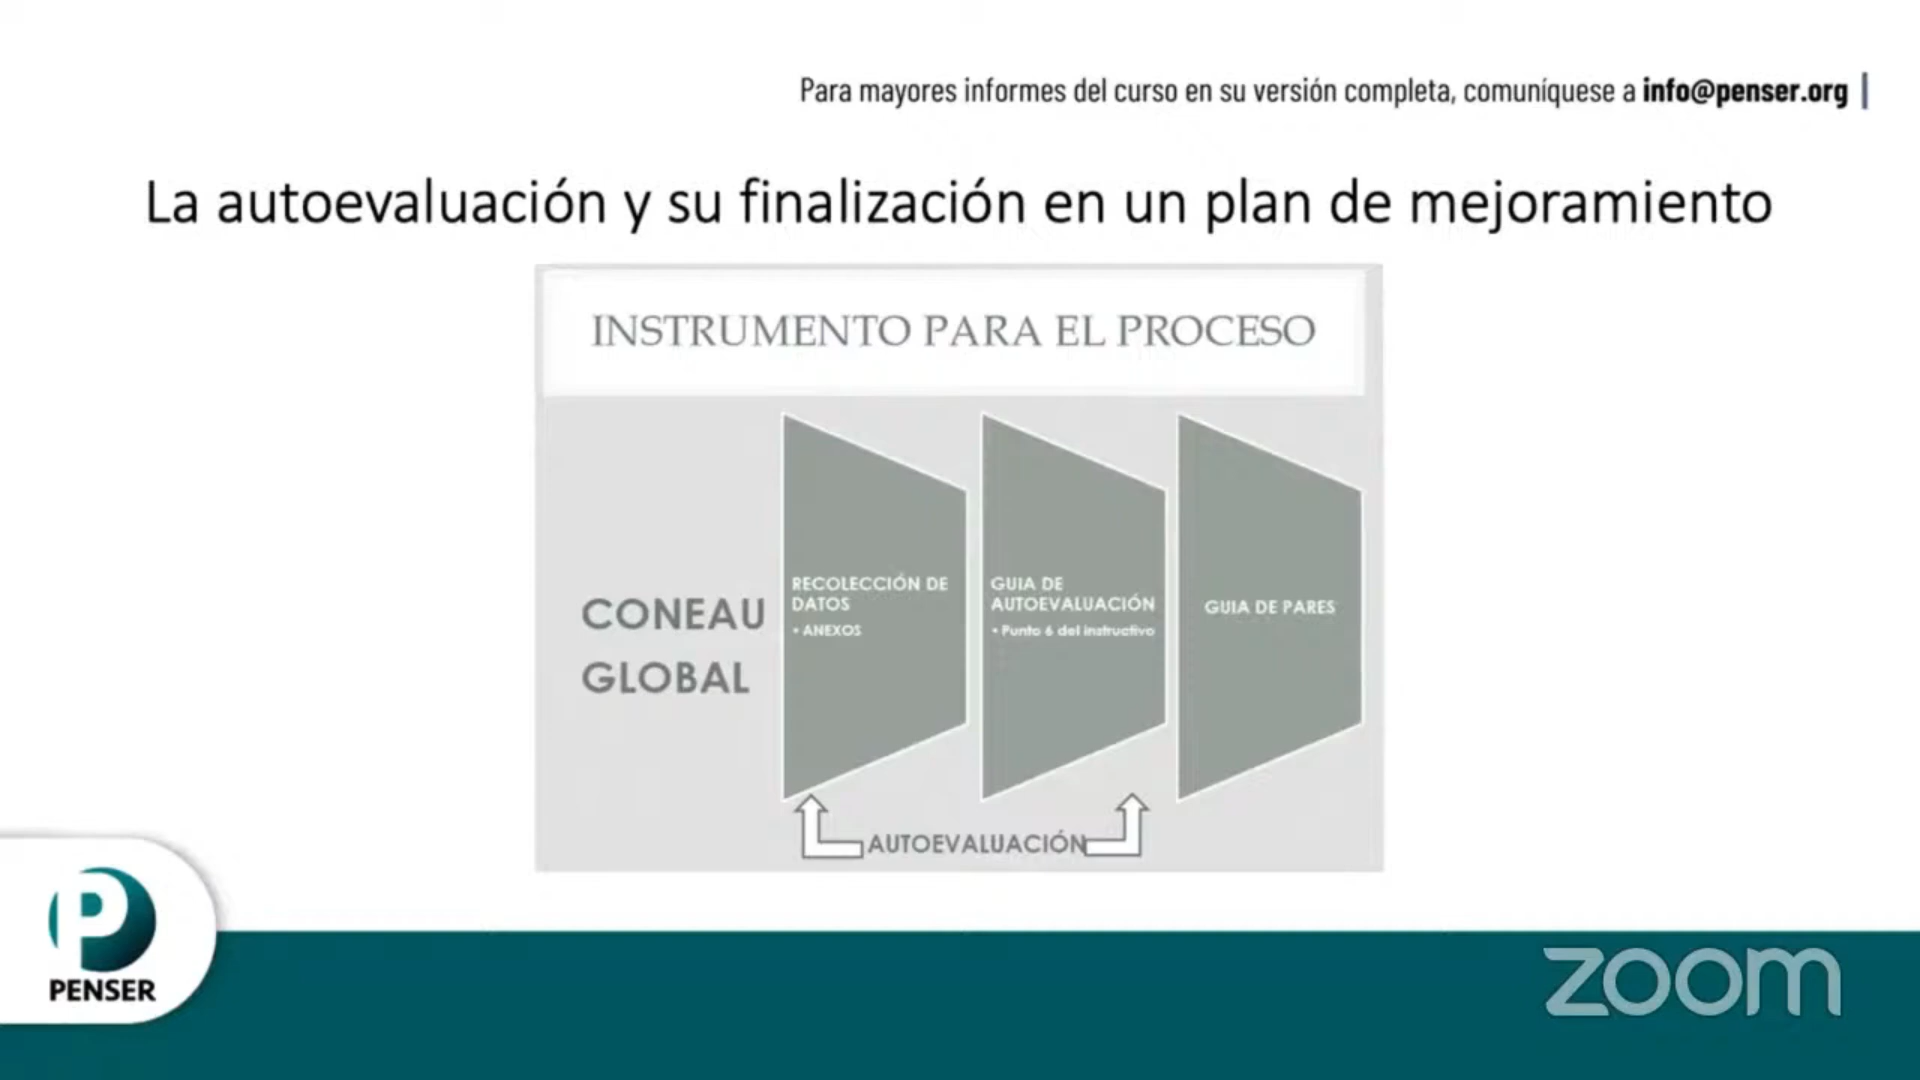 Para mayores informes del curso en su versión completa, comuníquese a info@penser.org
La autoevaluación y su finalización en un plan de mejoramiento
INSTRUMENTO PARA EL PROCESO
CONEAU
GLOBAL
RECOLECCIÓN DE
DATOS
• ANEXOS
GUIA DE
AUTOEVALUACIÓN
• Punto 6 del instructivo
GUIA DE PARES
AUTOEVALUACIÓN
P
PENSER
zoom